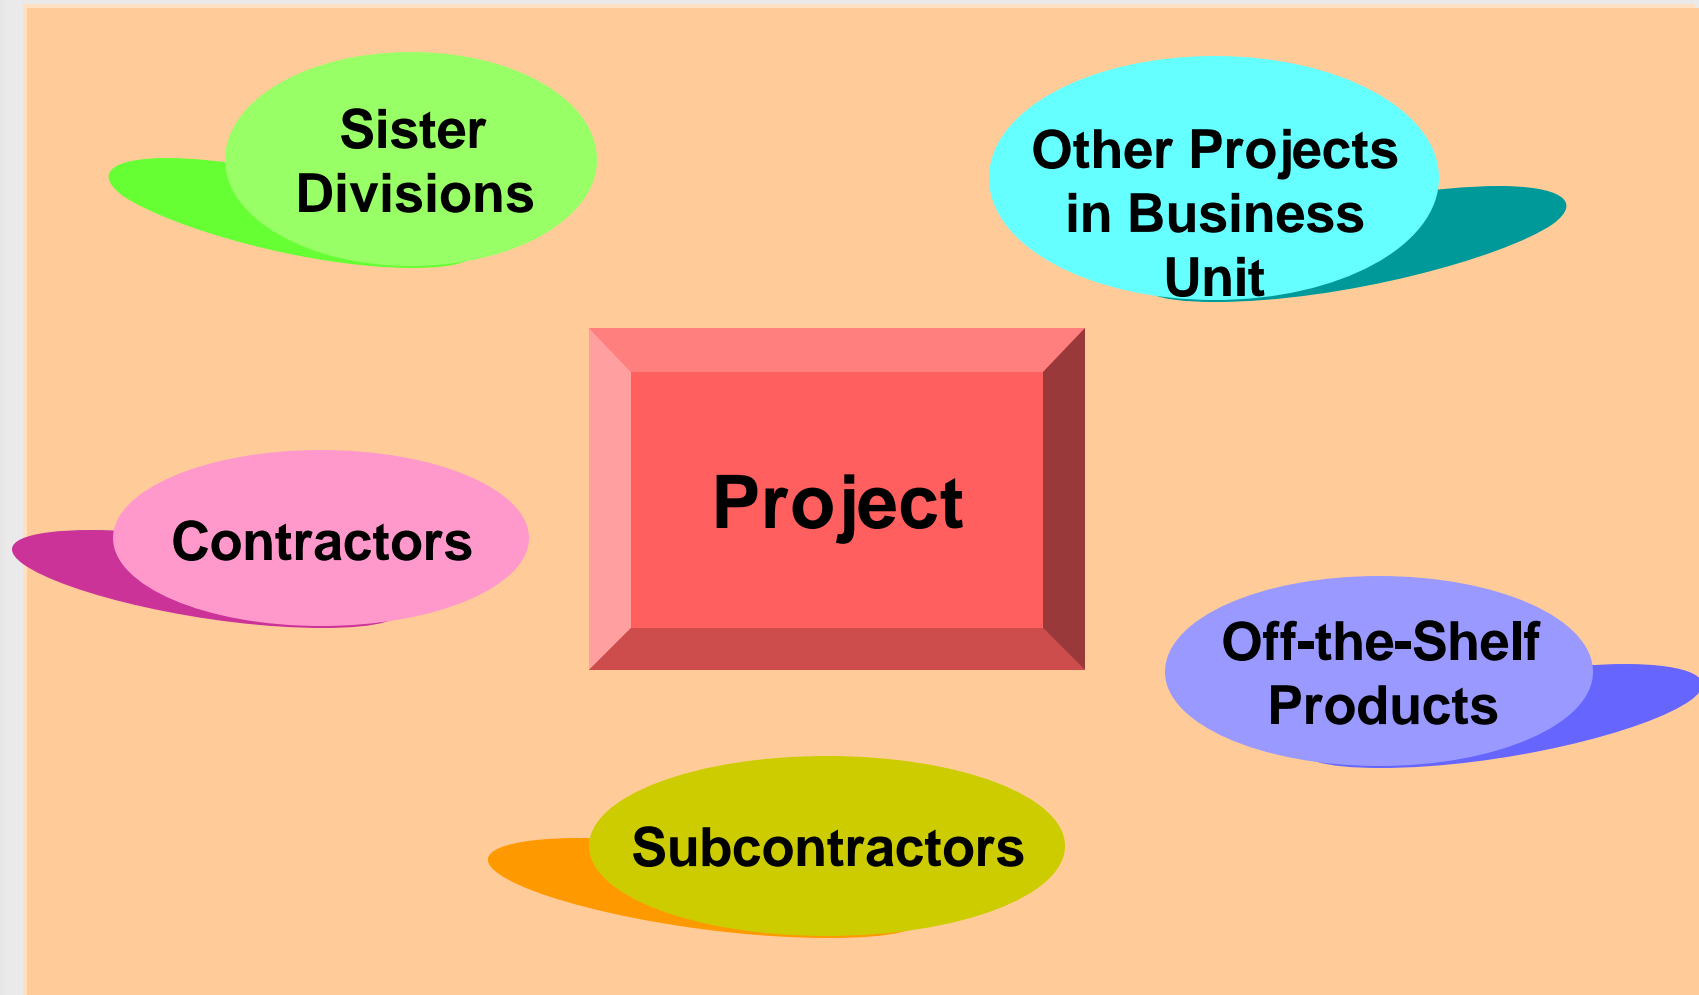 Sister
Divisions
Other Projects
in Business
Unit
Project
Contractors
Off-the-Shelf
Products
Subcontractors